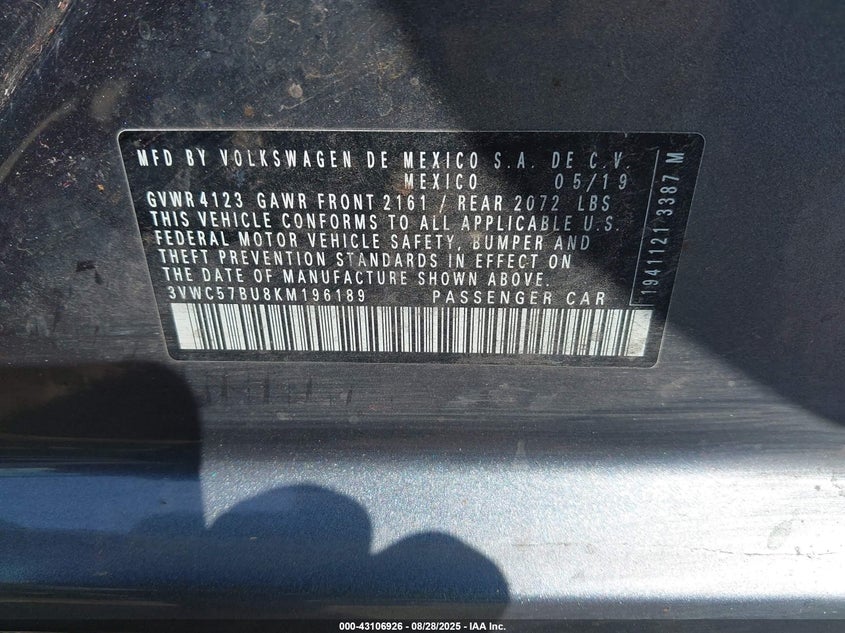 MFD BY VOLKSWAGEN DE MEXICO S.A. DE C.V.
MEXICO 05/19
GVWR 4123 GAWR FRONT 2161 / REAR 2072 LBS
THIS VEHICLE CONFORMS TO ALL APPLICABLE U.S.
FEDERAL MOTOR VEHICLE SAFETY, BUMPER AND
THEFT PREVENTION STANDARDS IN EFFECT ON
THE DATE OF MANUFACTURE SHOWN ABOVE.
3VWC57BU8KM196189 PASSENGER CAR
1941121 3387 M
000-43106926 - 08/28/2025 - IAA Inc.